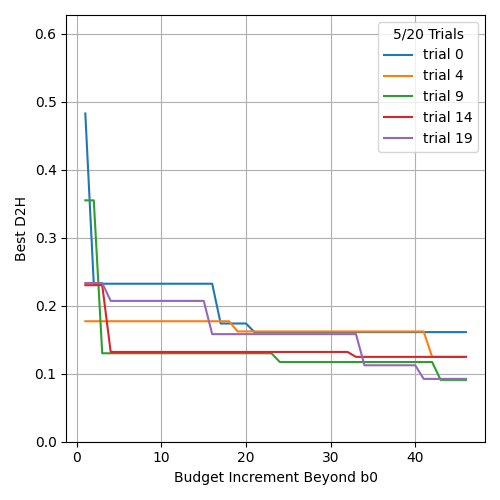 5/20 Trials
trial 0
trial 4
trial 9
trial 14
trial 19
0.6
0.5
0.4
0.3
0.2
0.1
0.0
Best D2H
0 10 20 30 40
Budget Increment Beyond b0